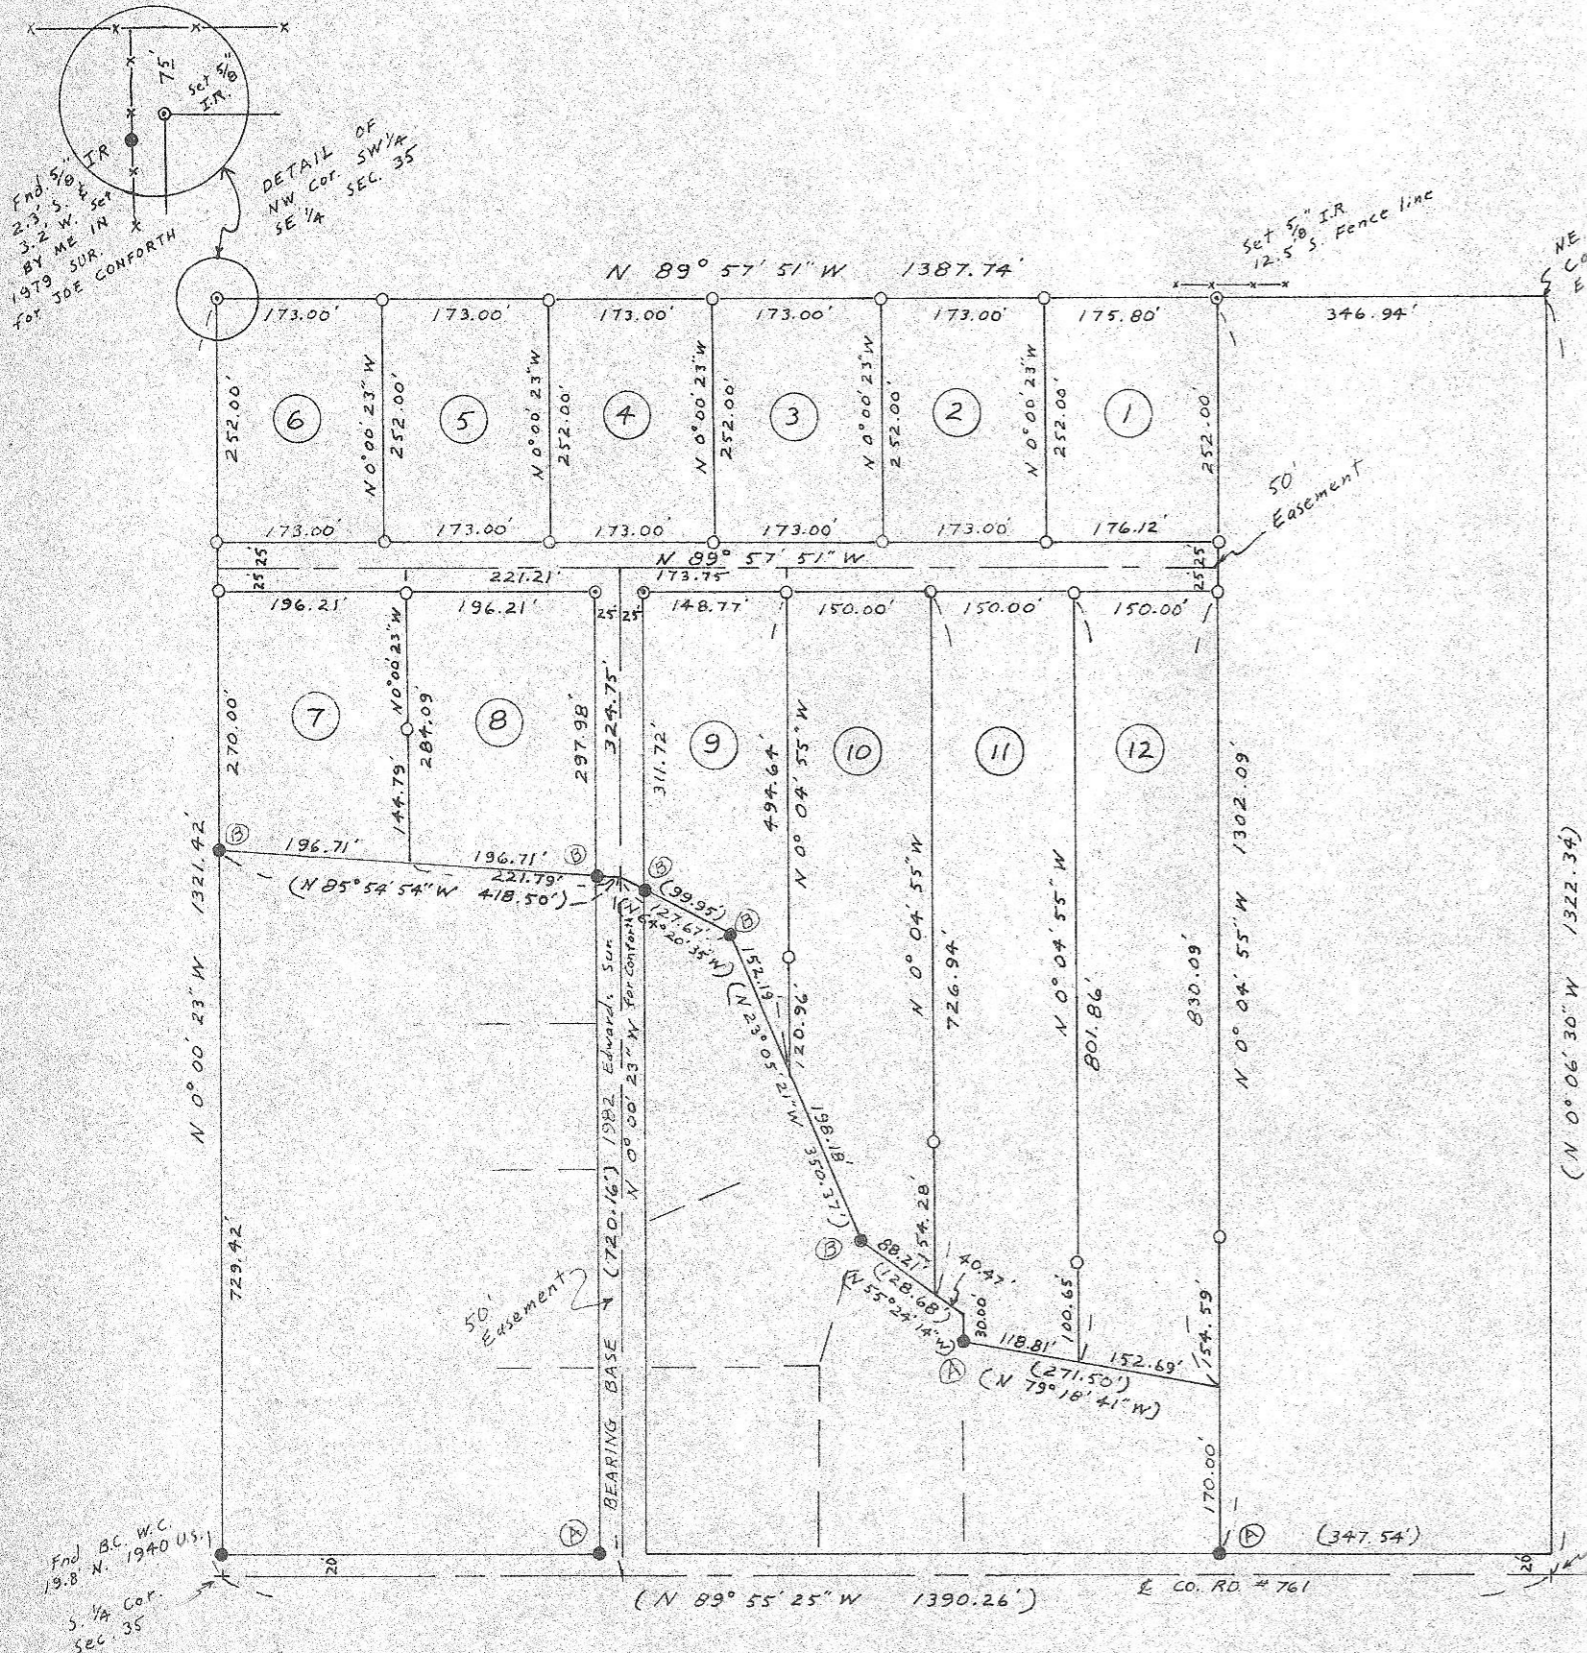 7.5'
Set 5/8"
I.R.
Fnd. 5/8" I R
2.3' S. &
3.2' W. Set
BY ME IN
1979 SUR.
for JOE CONFORTH
DETAIL OF
NW Cor. SW 1/4
SE 1/4 SEC. 35
Set 5/8" I.R
12.5' S. Fence line
N 89° 57' 51" W 1387.74'
173.00'
173.00'
173.00'
173.00'
173.00'
175.80'
346.94'
252.00'
6
N 0° 00' 23" W
252.00'
5
N 0° 00' 23" W
252.00'
4
N 0° 00' 23" W
252.00'
3
N 0° 00' 23" W
252.00'
2
N 0° 00' 23" W
252.00'
1
252.00'
50'
Easement
173.00'
173.00'
173.00'
173.00'
173.00'
176.12'
25'
25'
N 89° 57' 51" W
25'
25'
221.21'
173.75
196.21'
196.21'
25'
25'
148.77'
150.00'
150.00'
150.00'
270.00'
7
N 0° 00' 23" W
284.09'
144.79'
8
297.98'
324.75'
311.72'
9
494.64'
N 0° 04' 55" W
10
N 0° 04' 55" W
726.94'
11
N 0° 04' 55" W
801.86'
12
830.09'
N 0° 04' 55" W 1302.09'
(N 0° 06' 30" W 1322.34')
N 0° 00' 23" W 1321.42'
B
196.71'
196.71'
B
221.79'
(N 85° 54' 54" W 418.50')
B
(99.95')
127.67'
(N 64° 20' 35" W)
B
152.19
(N 23° 05' 21" W 350.37')
120.96'
198.18'
B
88.21'
(128.68')
(N 55° 24' 14" W)
154.28'
40.47'
30.00'
A
118.81'
100.65'
152.69'
(271.50')
(N 79° 18' 41" W)
154.59'
170.00'
729.42'
50'
Easement
BEARING BASE (720.16') 1982 Edwards Sur.
N 0° 00' 23" W for Conforth
Fnd B.C. W.C.
19.8' N. 1940 U.S.
S. 1/4 Cor.
Sec. 35
20'
A
A
(347.54')
20'
(N 89° 55' 25" W 1390.26')
℄ CO. RD. # 761